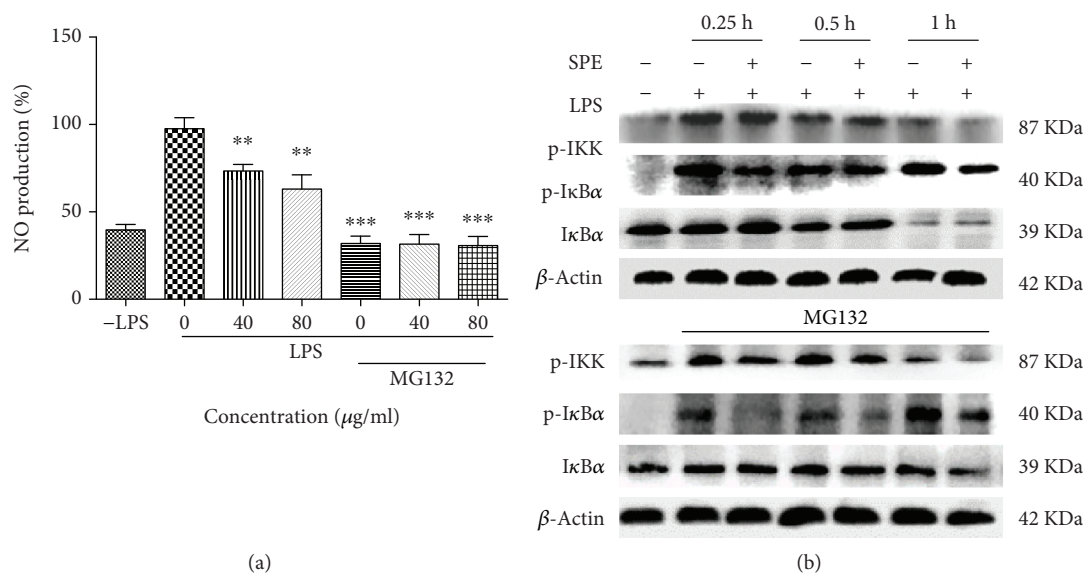 150
100
50
0
NO production (%)
**
**
***
***
***
−LPS
0
40
80
0
40
80
LPS
MG132
Concentration (μg/ml)
(a)
0.25 h 0.5 h 1 h
SPE − − + − + − +
LPS − + + + + + +
87 KDa
p-IKK
40 KDa
p-IκBα
IκBα 39 KDa
β-Actin 42 KDa
MG132
p-IKK 87 KDa
p-IκBα 40 KDa
IκBα 39 KDa
β-Actin 42 KDa
(b)